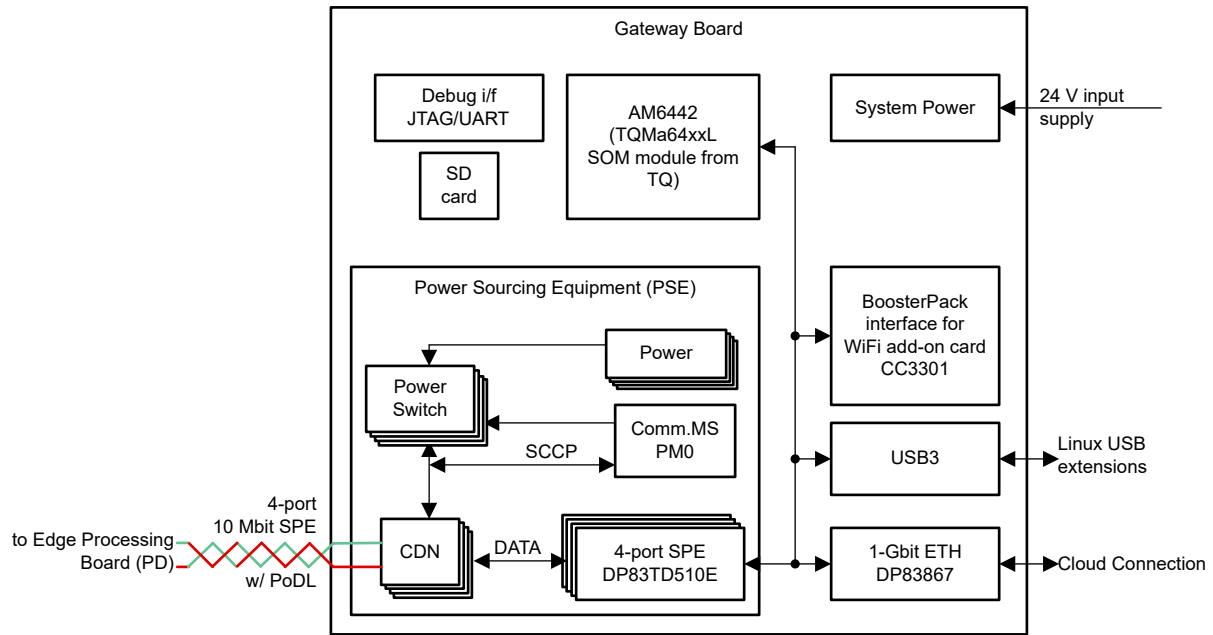 Gateway Board
Debug i/f
JTAG/UART
SD
card
AM6442
(TQMa64xxL
SOM module from
TQ)
System Power
24 V input
supply
Power Sourcing Equipment (PSE)
Power
Power
Switch
Comm.MS
PM0
SCCP
BoosterPack
interface for
WiFi add-on card
CC3301
USB3
Linux USB
extensions
4-port
10 Mbit SPE
to Edge Processing
Board (PD)
w/ PoDL
CDN
DATA
4-port SPE
DP83TD510E
1-Gbit ETH
DP83867
Cloud Connection